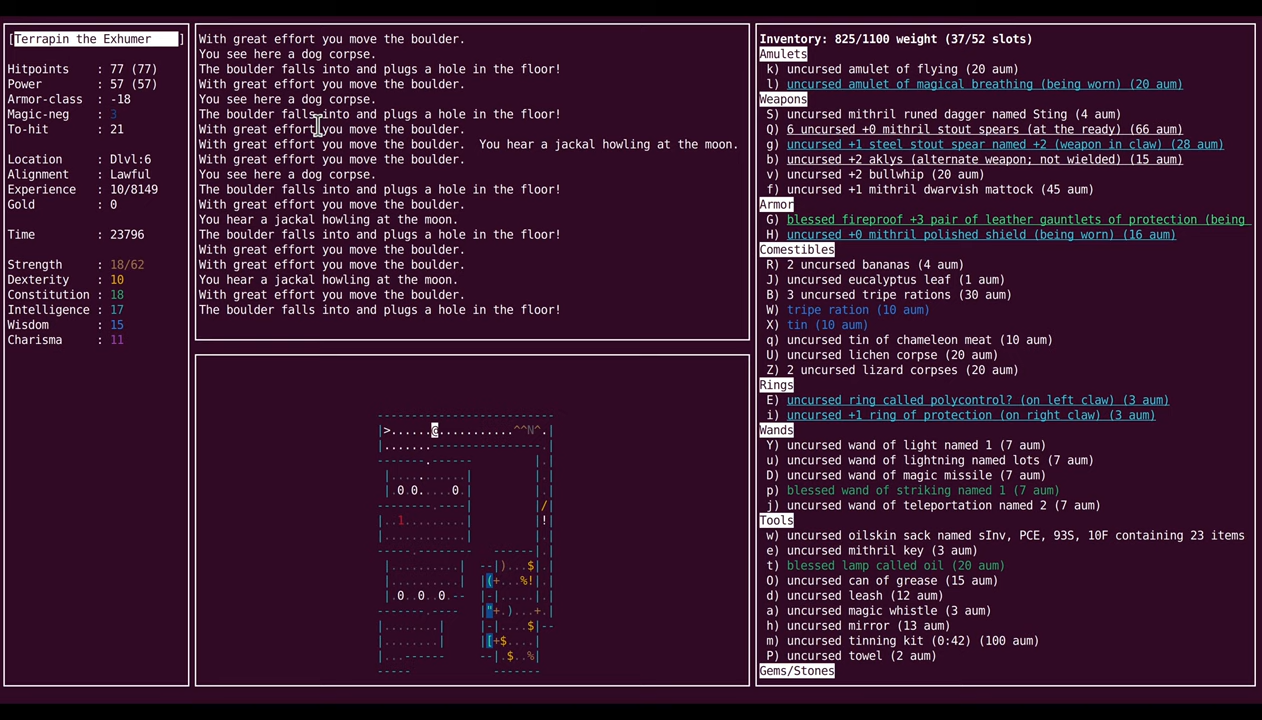 [Terrapin the Exhumer ]
Hitpoints : 77 (77)
Power : 57 (57)
Armor-class : -18
Magic-neg : 3
To-hit : 21
Location : Dlvl:6
Alignment : Lawful
Experience : 10/8149
Gold : 0
Time : 23796
Strength : 18/62
Dexterity : 10
Constitution : 18
Intelligence : 17
Wisdom : 15
Charisma : 11
With great effort you move the boulder.
You see here a dog corpse.
The boulder falls into and plugs a hole in the floor!
With great effort you move the boulder.
You see here a dog corpse.
The boulder falls into and plugs a hole in the floor!
With great effort you move the boulder.
With great effort you move the boulder.  You hear a jackal howling at the moon.
With great effort you move the boulder.
You see here a dog corpse.
The boulder falls into and plugs a hole in the floor!
With great effort you move the boulder.
You hear a jackal howling at the moon.
The boulder falls into and plugs a hole in the floor!
With great effort you move the boulder.
With great effort you move the boulder.
You hear a jackal howling at the moon.
With great effort you move the boulder.
The boulder falls into and plugs a hole in the floor!
-----------------------
|>......@...........^^N^.|
|.......---------------.|
-------.------ |.|
|..........| |.|
|.0.0.....0.| |.|
--------.---- |/|
|..1........| |!|
|...........| |.|
-----.-------- ------|.|
|..........| --|)...$|.|
|..........| |(+...%!|.|
|.0..0..0.-- |-|.....|.|
-------.---- |"+.)...+.|
|.......| |-|....$|--
|.......| |[+$....|
|...------ --|.$..%|
----- -------
Inventory: 825/1100 weight (37/52 slots)
Amulets
k) uncursed amulet of flying (20 aum)
l) uncursed amulet of magical breathing (being worn) (20 aum)
Weapons
S) uncursed mithril runed dagger named Sting (4 aum)
Q) 6 uncursed +0 mithril stout spears (at the ready) (66 aum)
g) uncursed +1 steel stout spear named +2 (weapon in claw) (28 aum)
b) uncursed +2 aklys (alternate weapon; not wielded) (15 aum)
v) uncursed +2 bullwhip (20 aum)
f) uncursed +1 mithril dwarvish mattock (45 aum)
Armor
G) blessed fireproof +3 pair of leather gauntlets of protection (being
H) uncursed +0 mithril polished shield (being worn) (16 aum)
Comestibles
R) 2 uncursed bananas (4 aum)
J) uncursed eucalyptus leaf (1 aum)
B) 3 uncursed tripe rations (30 aum)
W) tripe ration (10 aum)
X) tin (10 aum)
q) uncursed tin of chameleon meat (10 aum)
U) uncursed lichen corpse (20 aum)
Z) 2 uncursed lizard corpses (20 aum)
Rings
E) uncursed ring called polycontrol? (on left claw) (3 aum)
i) uncursed +1 ring of protection (on right claw) (3 aum)
Wands
Y) uncursed wand of light named 1 (7 aum)
u) uncursed wand of lightning named lots (7 aum)
D) uncursed wand of magic missile (7 aum)
p) blessed wand of striking named 1 (7 aum)
j) uncursed wand of teleportation named 2 (7 aum)
Tools
w) uncursed oilskin sack named sInv, PCE, 93S, 10F containing 23 items
e) uncursed mithril key (3 aum)
t) blessed lamp called oil (20 aum)
O) uncursed can of grease (15 aum)
d) uncursed leash (12 aum)
a) uncursed magic whistle (3 aum)
h) uncursed mirror (13 aum)
m) uncursed tinning kit (0:42) (100 aum)
P) uncursed towel (2 aum)
Gems/Stones